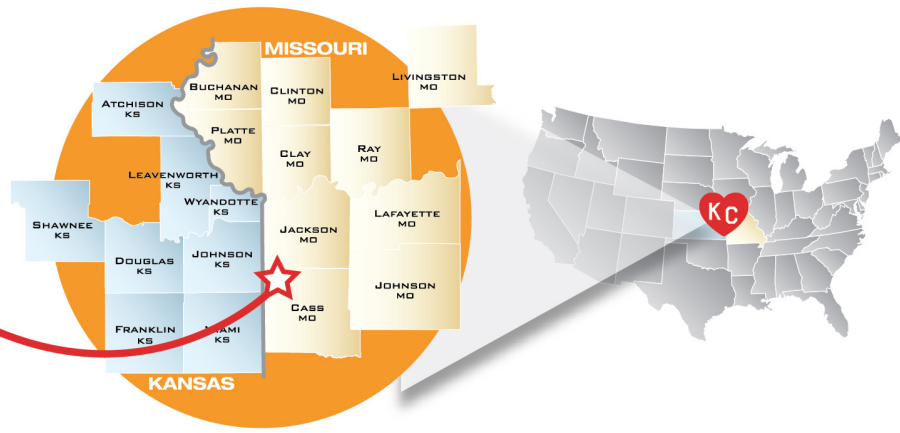 MISSOURI
LIVINGSTON
MO
BUCHANAN
MO
CLINTON
MO
ATCHISON
KS
PLATTE
MO
CLAY
MO
RAY
MO
LEAVENWORTH
KS
WYANDOTTE
KS
SHAWNEE
KS
JACKSON
MO
LAFAYETTE
MO
DOUGLAS
KS
JOHNSON
KS
JOHNSON
MO
CASS
MO
FRANKLIN
KS
MIAMI
KS
KANSAS
KC